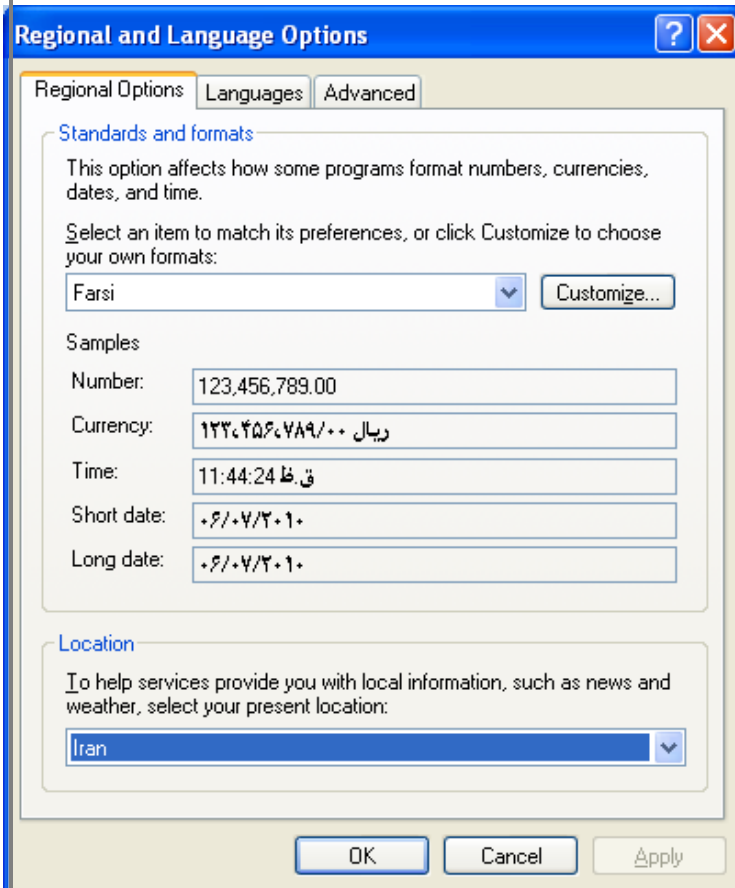 Regional and Language Options
Regional Options Languages Advanced
Standards and formats
This option affects how some programs format numbers, currencies,
dates, and time.
Select an item to match its preferences, or click Customize to choose
your own formats:
Farsi Customize...
Samples
Number: 123,456,789.00
Currency: ريال ۱۲۳،۴۵۶،۷۸۹/۰۰
Time: 11:44:24 ق.ظ
Short date: ۰۶/۰۷/۲۰۱۰
Long date: ۰۶/۰۷/۲۰۱۰
Location
To help services provide you with local information, such as news and
weather, select your present location:
Iran
OK Cancel Apply